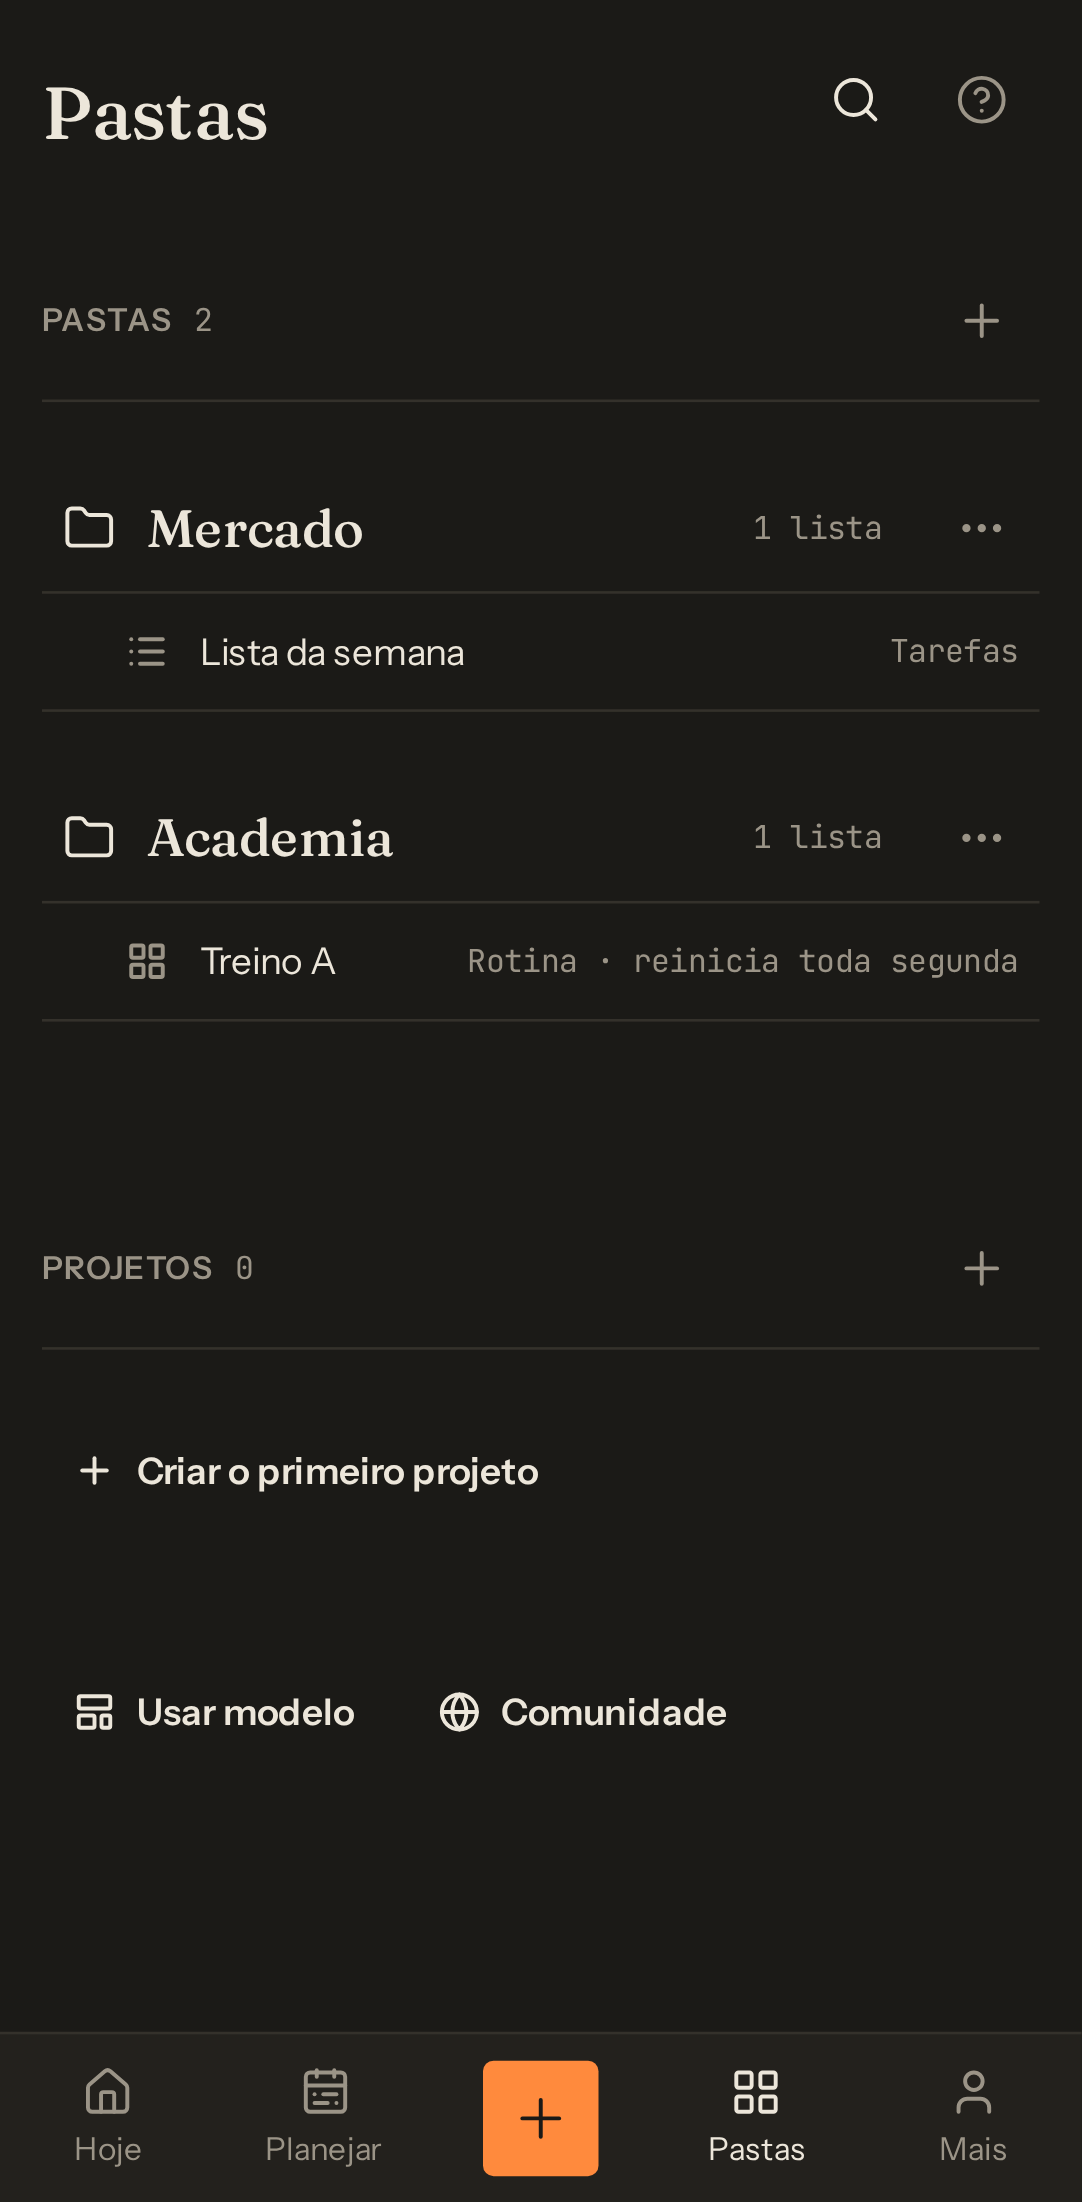 Pastas
PASTAS 2
Mercado 1 lista
Lista da semana Tarefas
Academia 1 lista
Treino A Rotina · reinicia toda segunda
PROJETOS 0
Criar o primeiro projeto
Usar modelo Comunidade
Hoje Planejar Pastas Mais